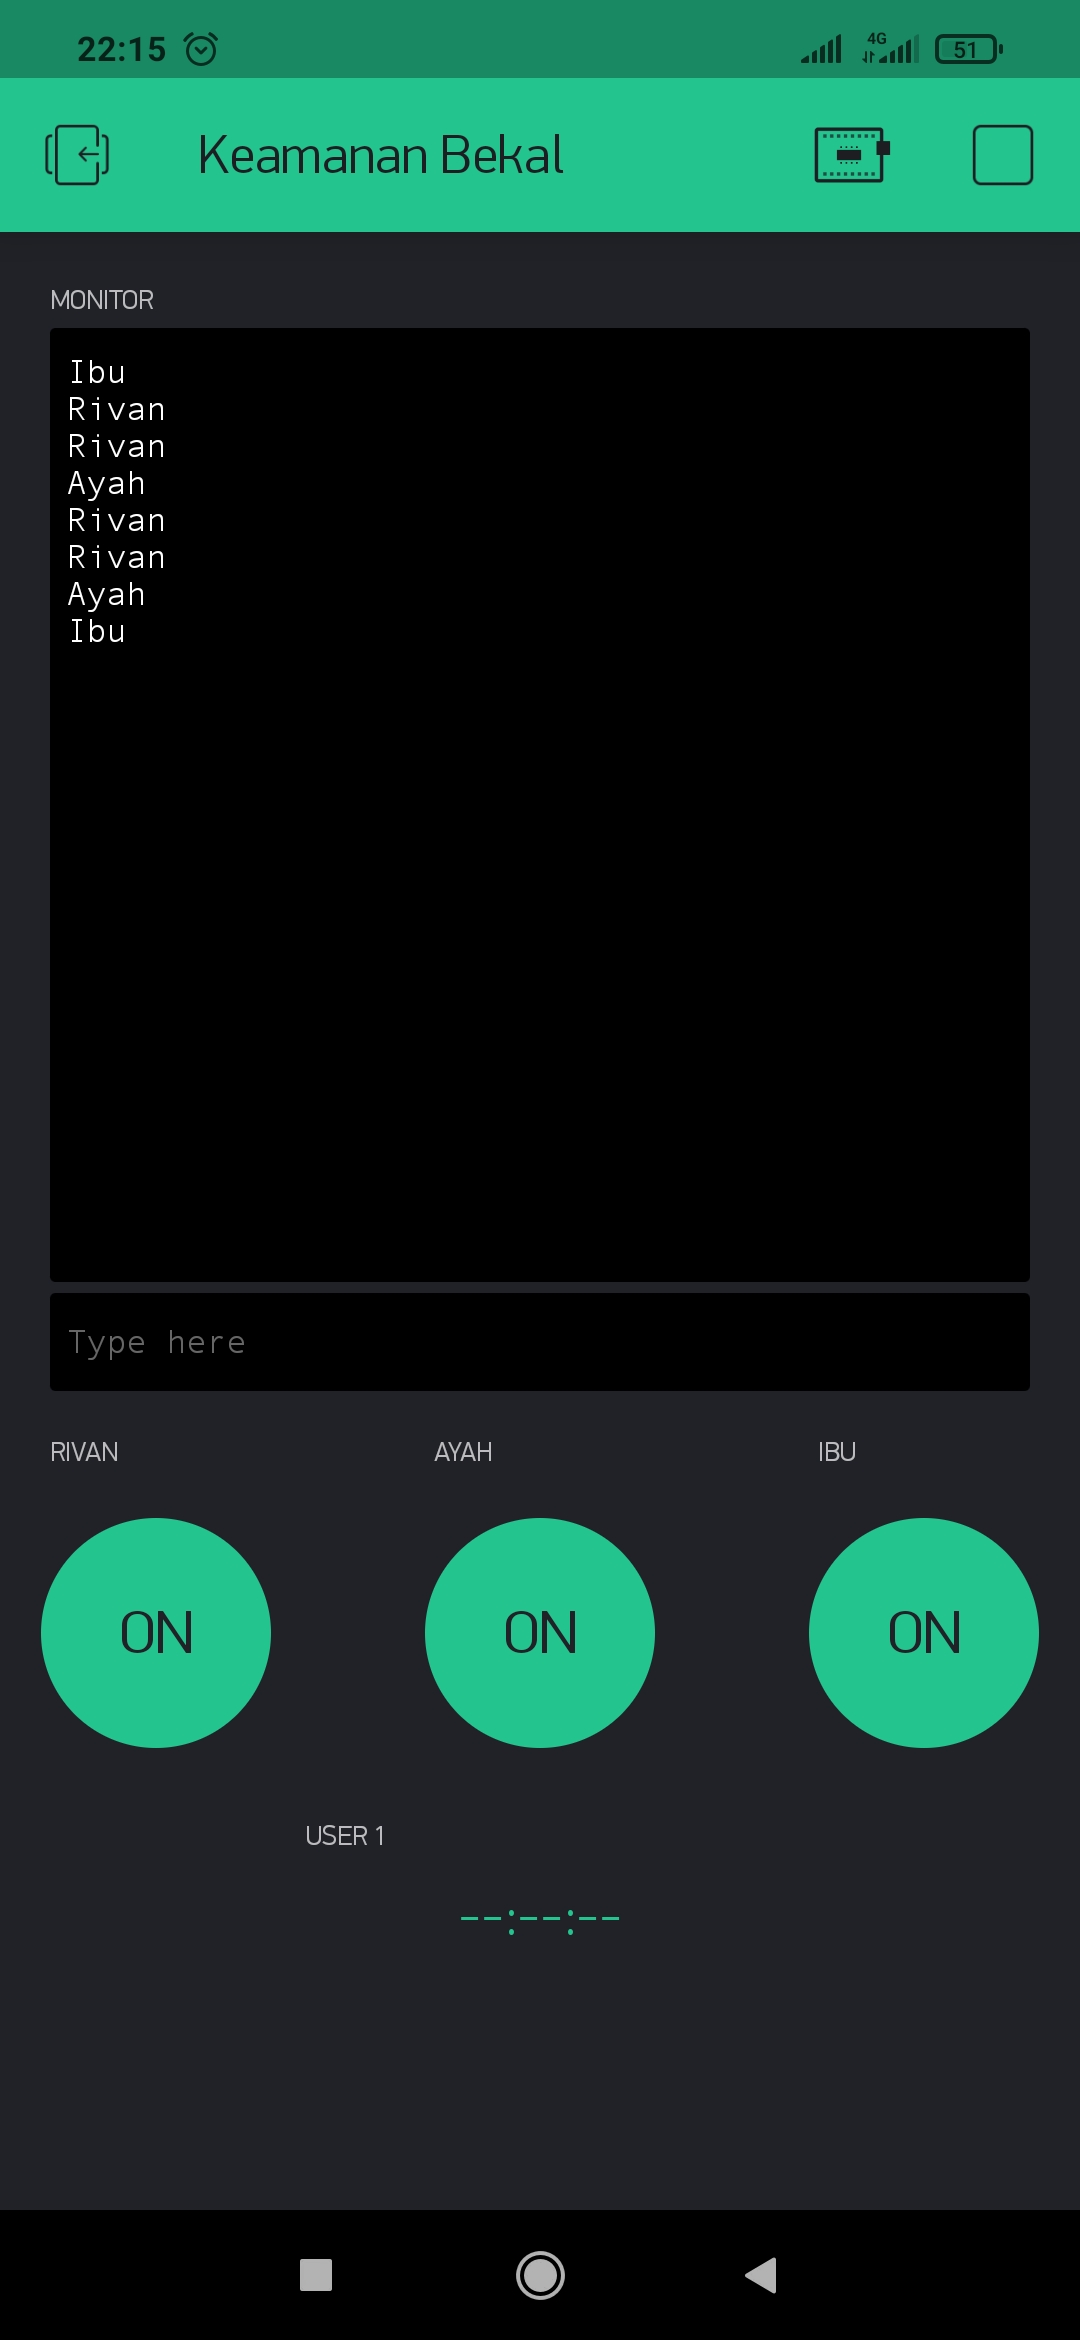 22:15 4G 51
Keamanan Bekal
MONITOR
Ibu
Rivan
Rivan
Ayah
Rivan
Rivan
Ayah
Ibu
Type here
RIVAN AYAH IBU
ON ON ON
USER 1
--:--:--